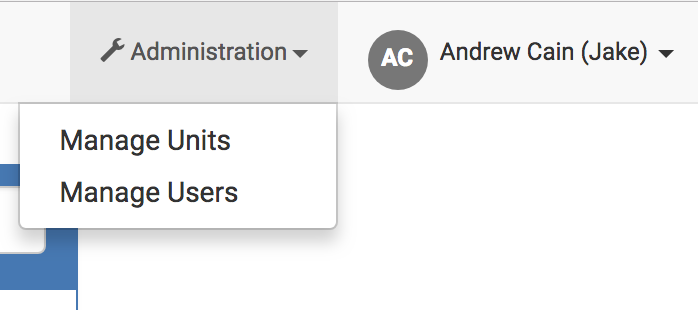 Administration
AC Andrew Cain (Jake)
Manage Units
Manage Users